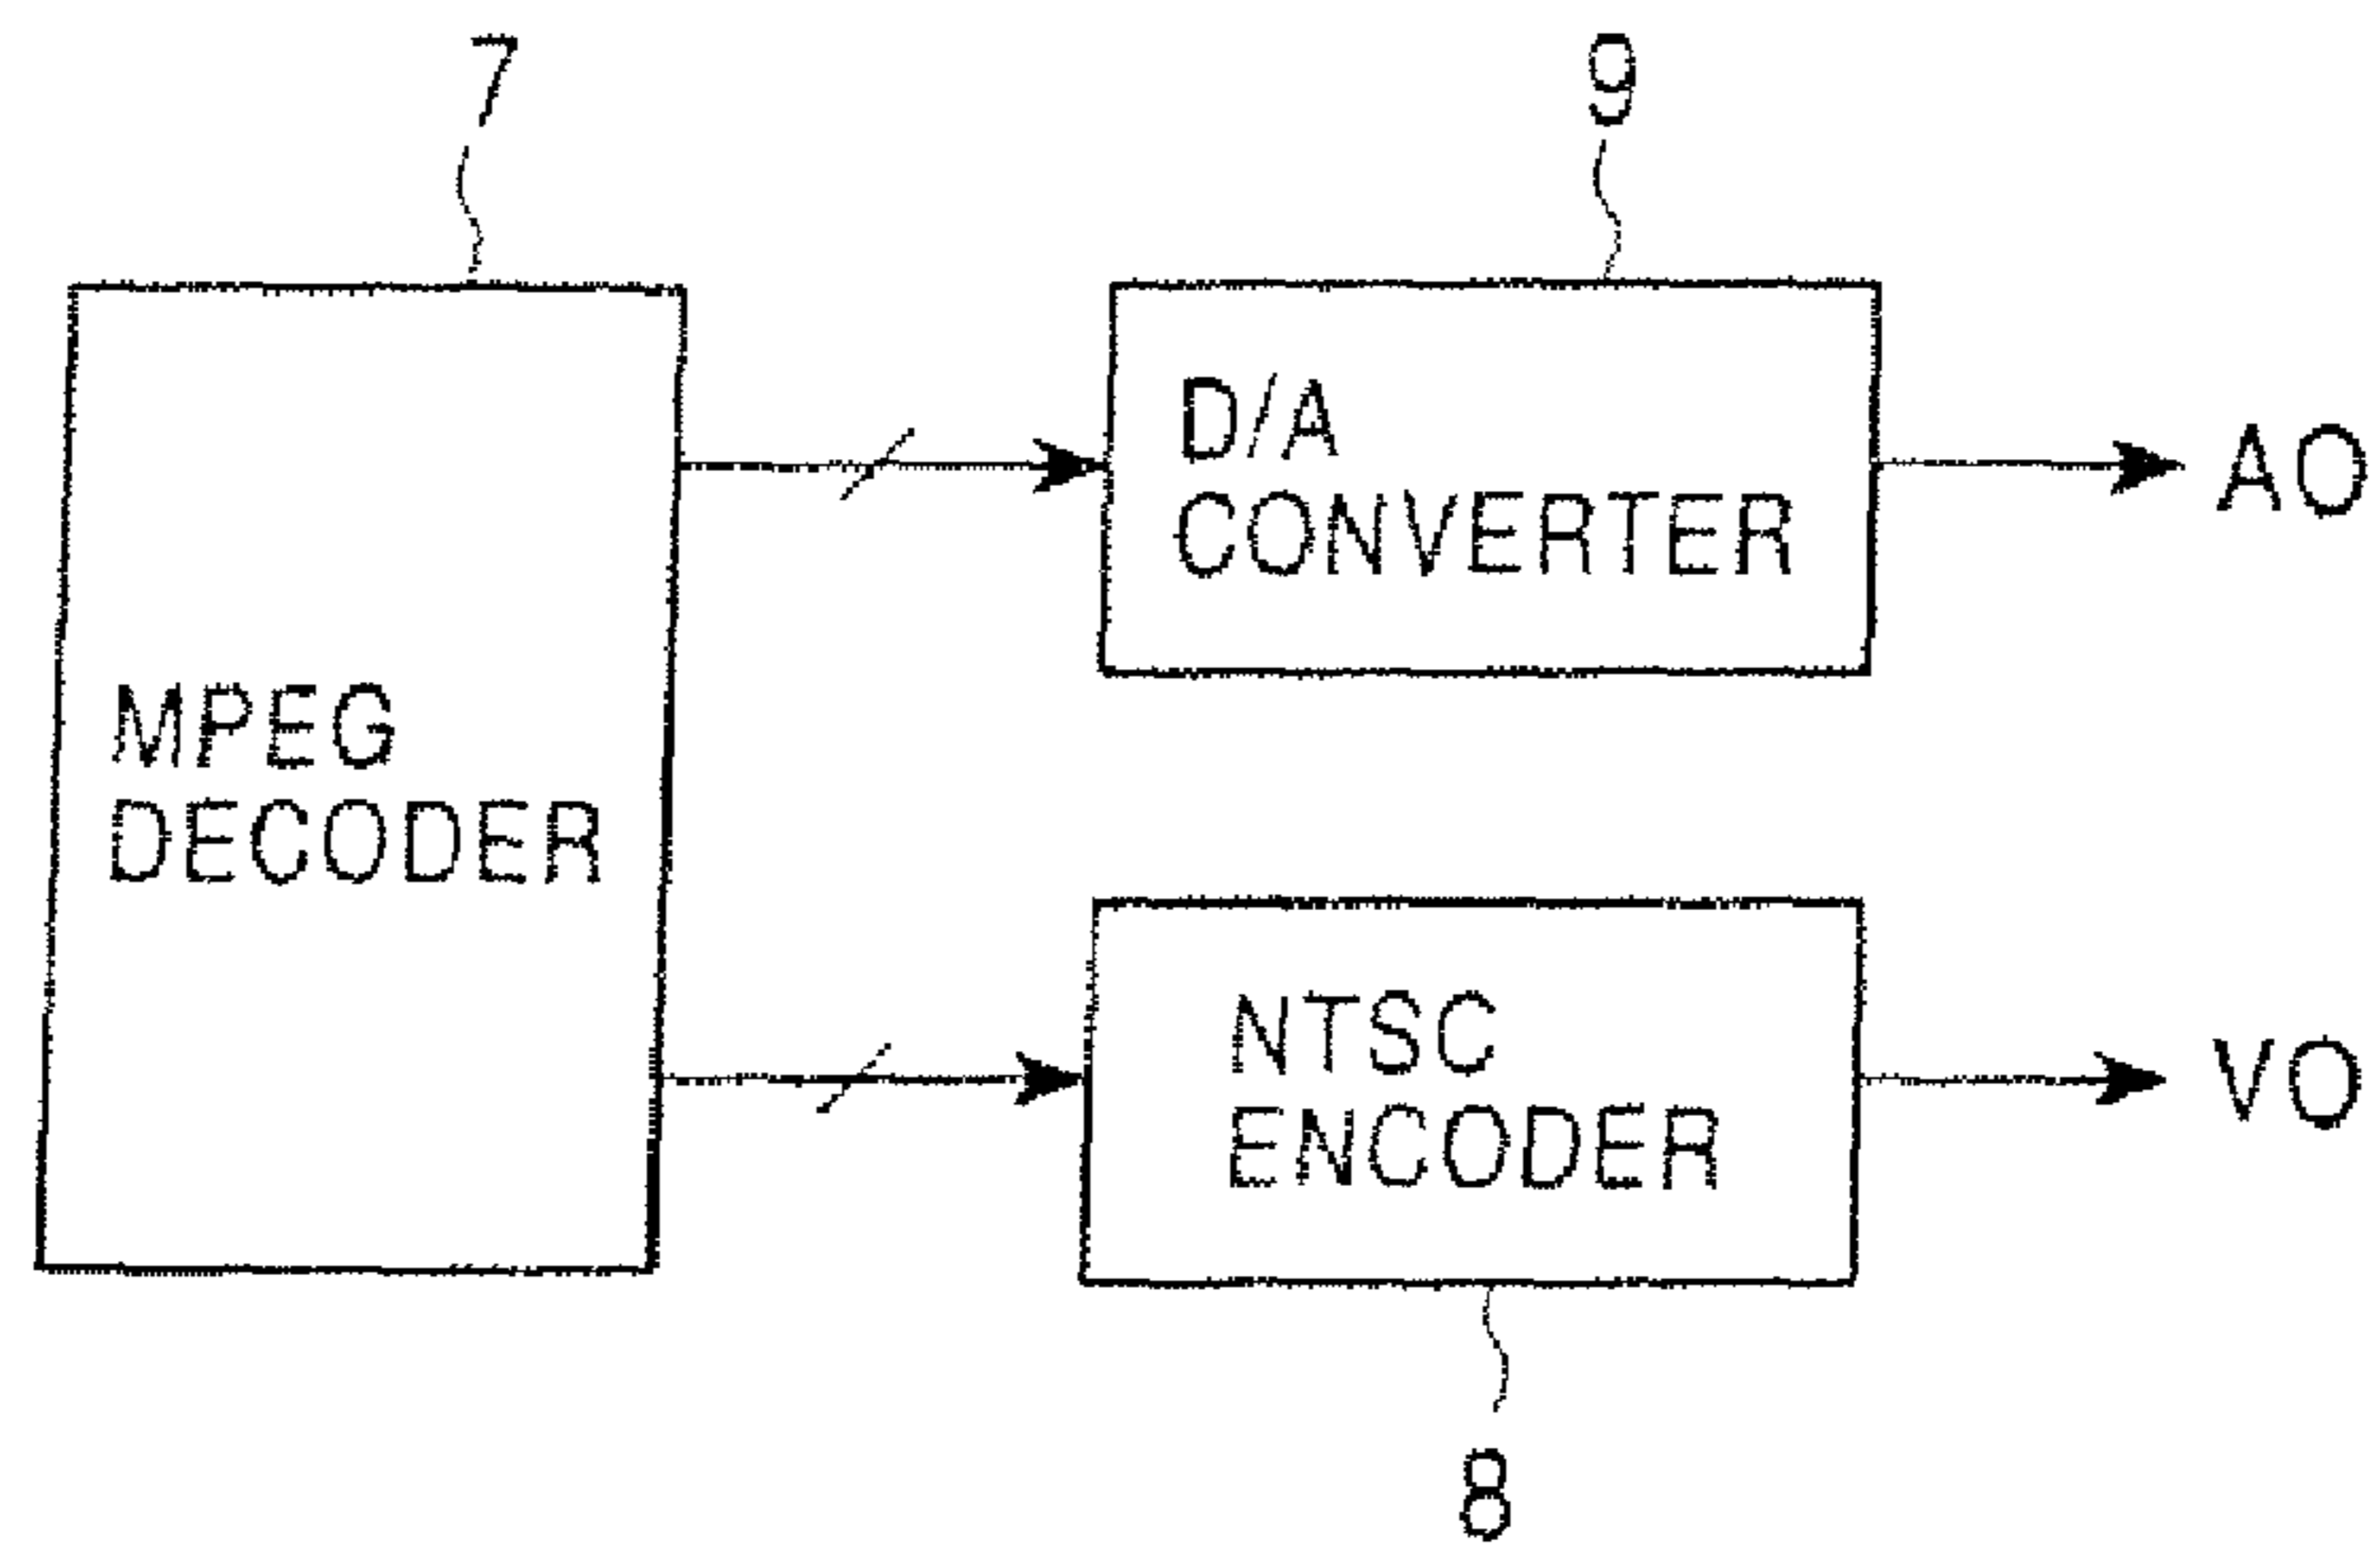 7
9
D/A
CONVERTER
AO
MPEG
DECODER
NTSC
ENCODER
VO
8